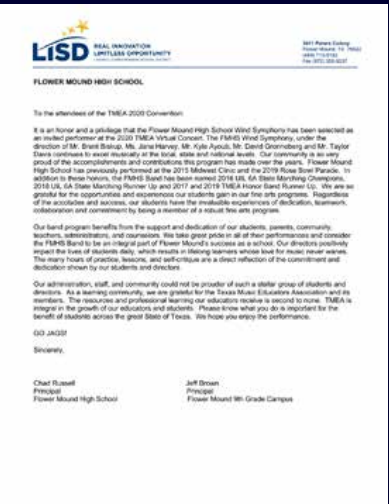 LISD REAL INNOVATION
LIMITLESS OPPORTUNITY
3411 Peters Colony
Flower Mound, TX 75022
FLOWER MOUND HIGH SCHOOL
To the attendees of the TMEA 2020 Convention:
It is an honor and a privilege that the Flower Mound High School Wind Symphony has been selected as
an invited performer at the 2020 TMEA Virtual Concert. The FMHS Wind Symphony, under the
direction of Mr. Brent Biskup, Ms. Jane Harvey, Mr. Kyle Ayoub, Mr. David Gronneberg and Mr. Taylor
Davis continues to excel musically at the local, state and national levels. Our community is so very
proud of the accomplishments and contributions this program has made over the years. Flower Mound
High School has previously performed at the 2015 Midwest Clinic and the 2019 Rose Bowl Parade. In
addition to these honors, the FMHS Band has been named 2016 UIL 6A State Marching Champions,
2018 UIL 6A State Marching Runner Up and 2017 and 2019 TMEA Honor Band Runner Up. We are so
grateful for the opportunities and experiences our students gain in our fine arts programs. Regardless
of the accolades and success, our students have the invaluable experiences of dedication, teamwork,
collaboration and commitment by being a member of a robust fine arts program.
Our band program benefits from the support and dedication of our students, parents, community,
teachers, administrators, and counselors. We take great pride in all of their performances and consider
the FMHS Band to be an integral part of Flower Mound's success as a school. Our directors positively
impact the lives of students daily, which results in lifelong learners whose love for music never wanes.
The many hours of practice, lessons, and self-critique are a direct reflection of the commitment and
dedication shown by our students and directors.
Our administration, staff, and community could not be prouder of such a stellar group of students and
directors. As a learning community, we are grateful for the Texas Music Educators Association and its
members. The resources and professional learning our educators receive is second to none. TMEA is
integral in the growth of our educators and students. Please know what you do is important for the
benefit of students across the great State of Texas. We hope you enjoy the performance.
GO JAGS!
Sincerely,
Chad Russell Jeff Brown
Principal Principal
Flower Mound High School Flower Mound 9th Grade Campus